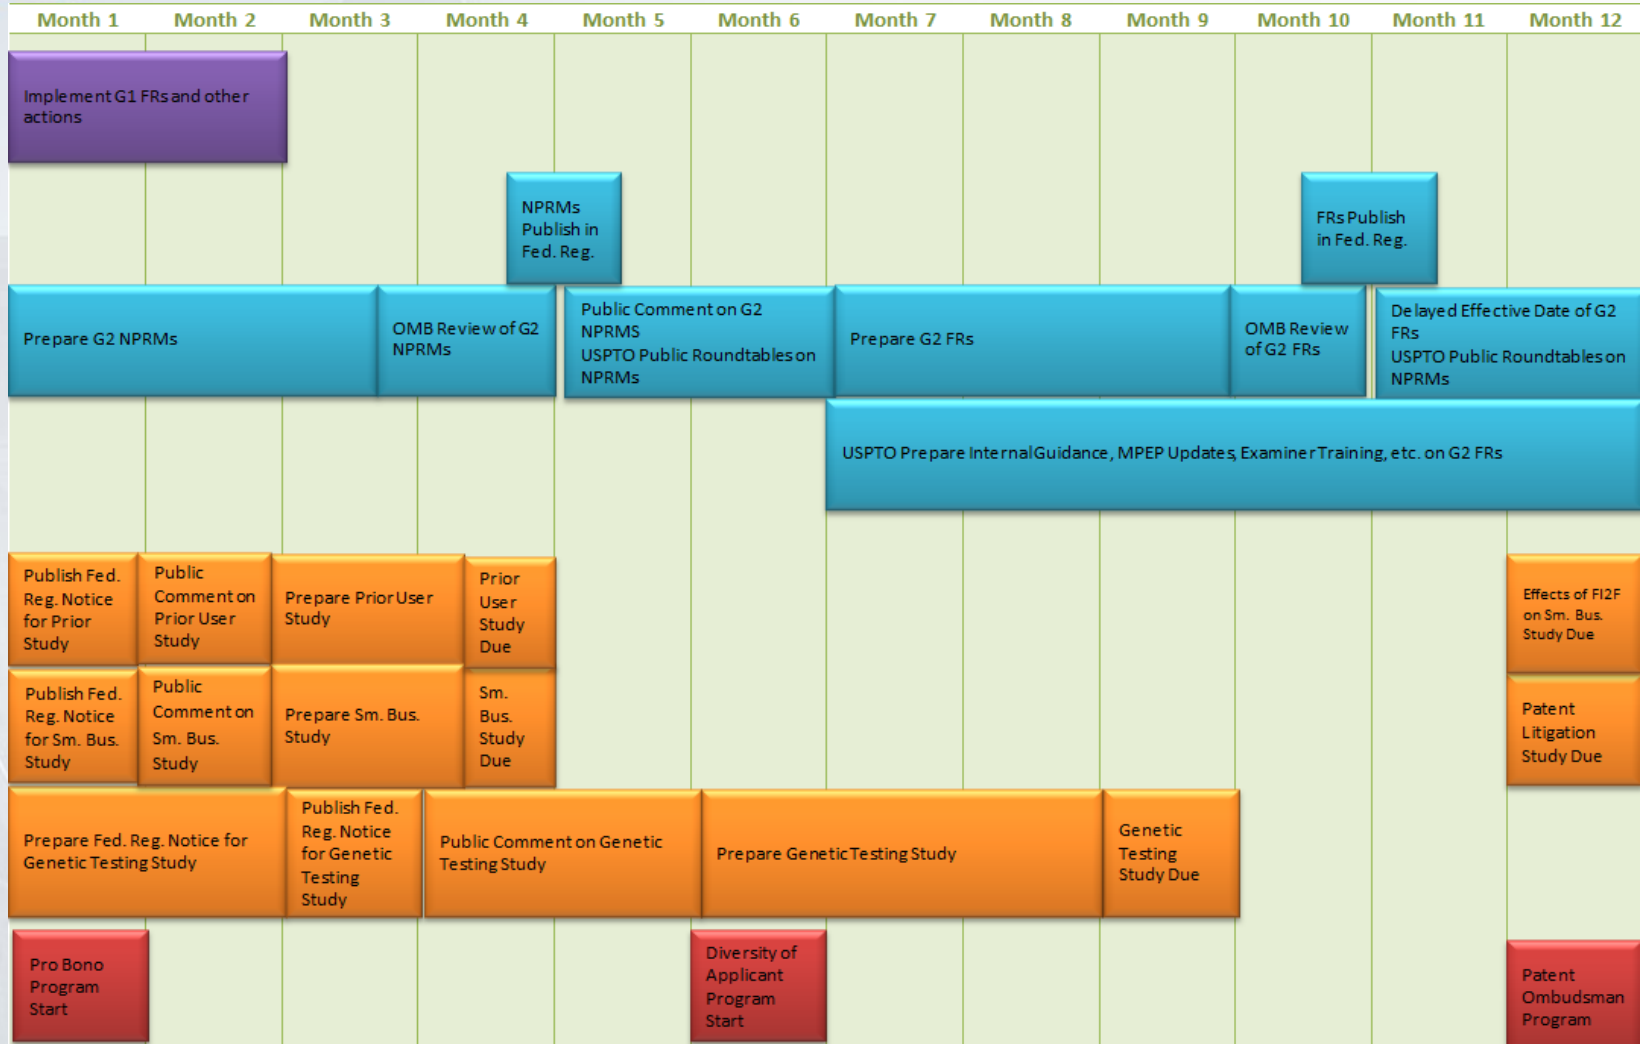 Month 1 Month 2 Month 3 Month 4 Month 5 Month 6 Month 7 Month 8 Month 9 Month 10 Month 11 Month 12
Implement G1 FRs and other
actions
NPRMs
Publish in
Fed. Reg.
FRs Publish
in Fed. Reg.
Prepare G2 NPRMs
OMB Review of G2
NPRMs
Public Comment on G2
NPRMS
USPTO Public Roundtables on
NPRMs
Prepare G2 FRs
OMB Review
of G2 FRs
Delayed Effective Date of G2
FRs
USPTO Public Roundtables on
NPRMs
USPTO Prepare Internal Guidance, MPEP Updates, Examiner Training, etc. on G2 FRs
Publish Fed.
Reg. Notice
for Prior
Study
Public
Comment on
Prior User
Study
Prepare Prior User
Study
Prior
User
Study
Due
Effects of FI2F
on Sm. Bus.
Study Due
Publish Fed.
Reg. Notice
for Sm. Bus.
Study
Public
Comment on
Sm. Bus.
Study
Prepare Sm. Bus.
Study
Sm.
Bus.
Study
Due
Patent
Litigation
Study Due
Prepare Fed. Reg. Notice for
Genetic Testing Study
Publish Fed.
Reg. Notice
for Genetic
Testing
Study
Public Comment on Genetic
Testing Study
Prepare Genetic Testing Study
Genetic
Testing
Study Due
Pro Bono
Program
Start
Diversity of
Applicant
Program
Start
Patent
Ombudsman
Program